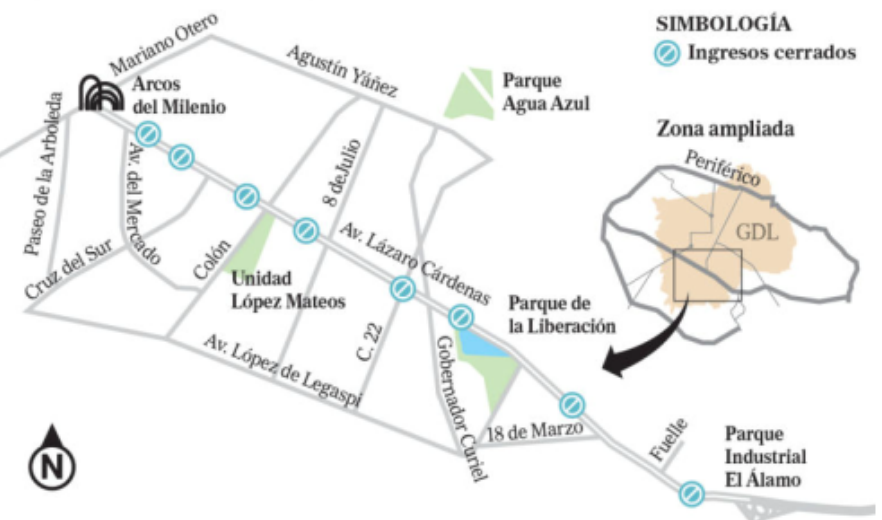 SIMBOLOGÍA
Ingresos cerrados
Mariano Otero
Arcos
del Milenio
Agustín Yáñez
Parque
Agua Azul
Zona ampliada
Periférico
GDL
Paseo de la Arboleda
Av. del Mercado
8 deJulio
Cruz del Sur
Colón
Unidad
López Mateos
Av. Lázaro Cárdenas
Parque de
la Liberación
C. 22
Av. López de Legaspi
Gobernador Curiel
18 de Marzo
Fuelle
Parque
Industrial
El Álamo
N